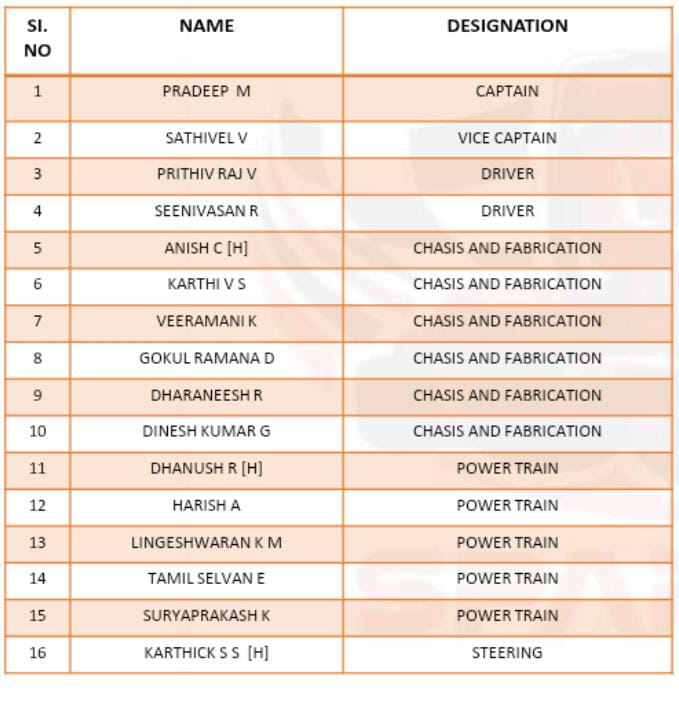 SI. NO NAME DESIGNATION
1 PRADEEP M CAPTAIN
2 SATHIVEL V VICE CAPTAIN
3 PRITHIV RAJ V DRIVER
4 SEENIVASAN R DRIVER
5 ANISH C [H] CHASIS AND FABRICATION
6 KARTHI V S CHASIS AND FABRICATION
7 VEERAMANI K CHASIS AND FABRICATION
8 GOKUL RAMANA D CHASIS AND FABRICATION
9 DHARANEESH R CHASIS AND FABRICATION
10 DINESH KUMAR G CHASIS AND FABRICATION
11 DHANUSH R [H] POWER TRAIN
12 HARISH A POWER TRAIN
13 LINGESHWARAN K M POWER TRAIN
14 TAMIL SELVAN E POWER TRAIN
15 SURYAPRAKASH K POWER TRAIN
16 KARTHICK S S [H] STEERING